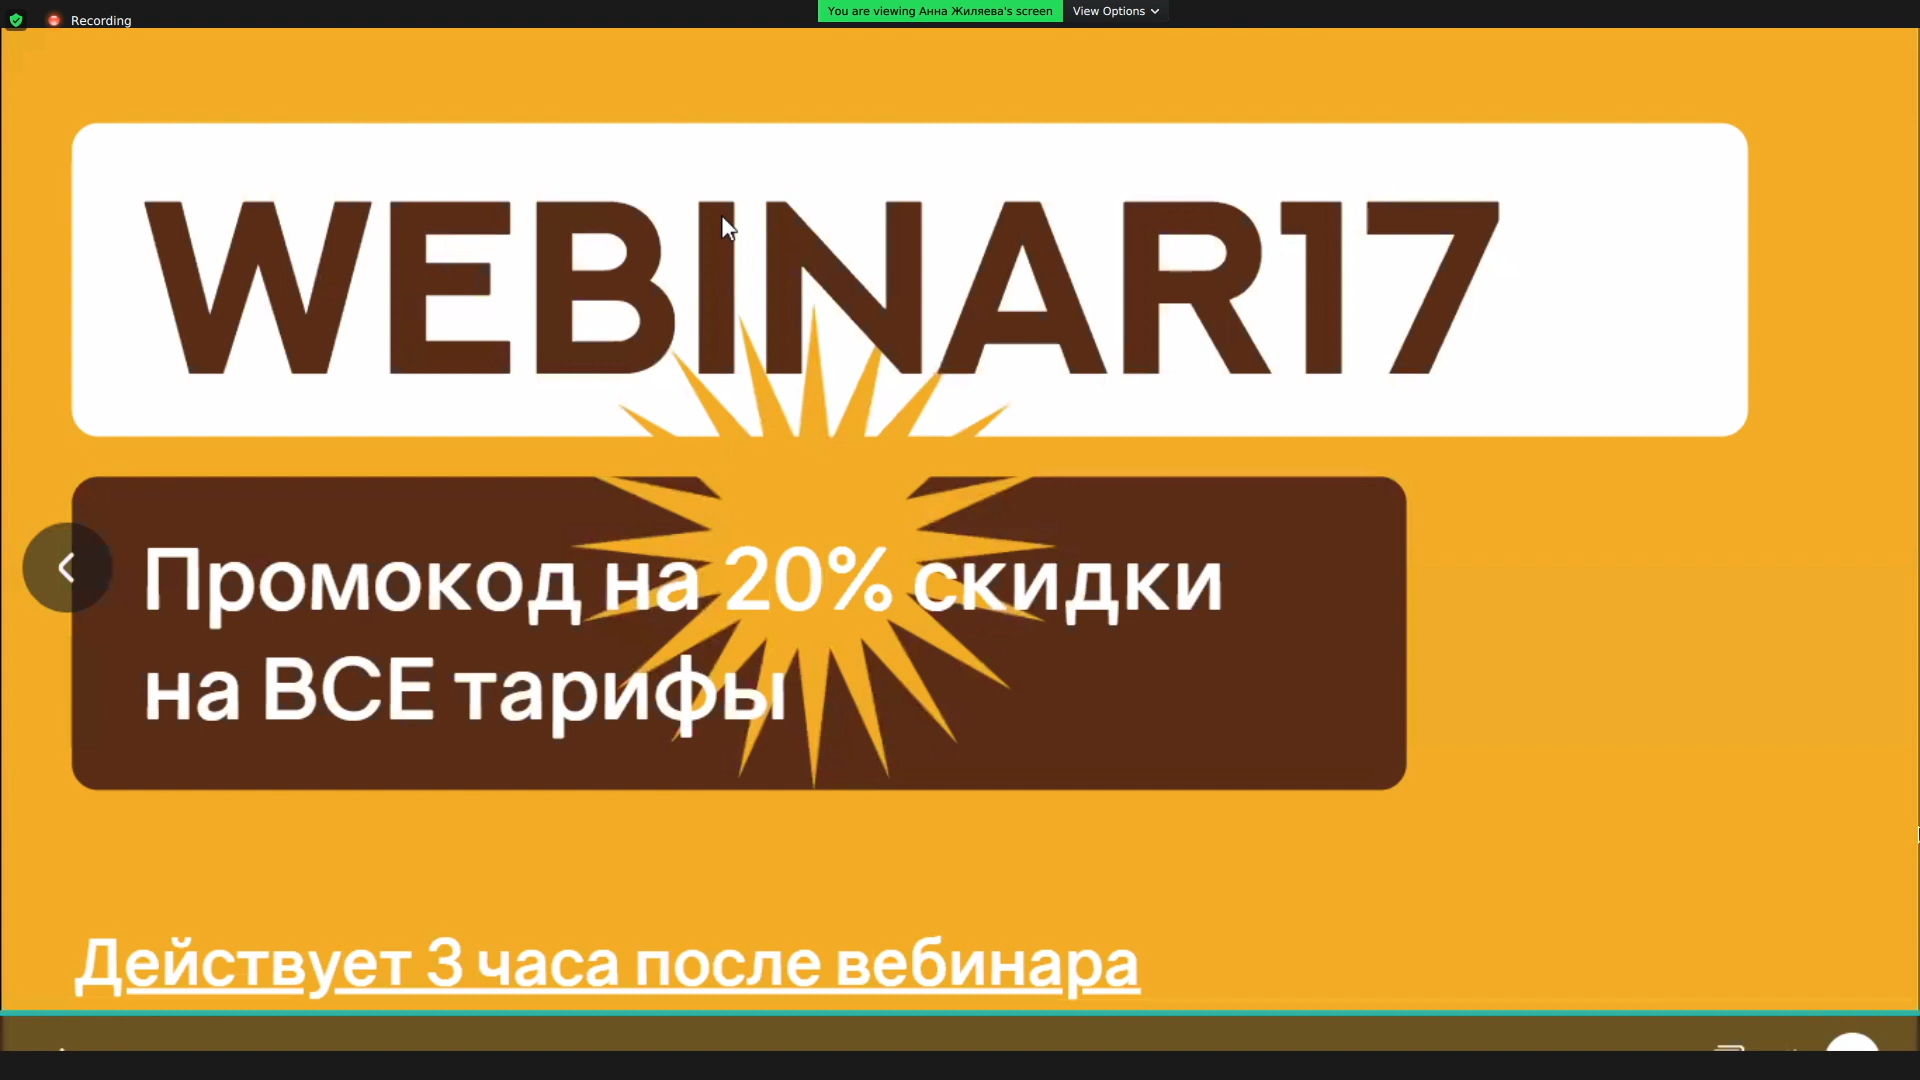 Recording
You are viewing Анна Жиляева's screen View Options
WEBINAR17
Промокод на 20% скидки
на ВСЕ тарифы
Действует 3 часа после вебинара